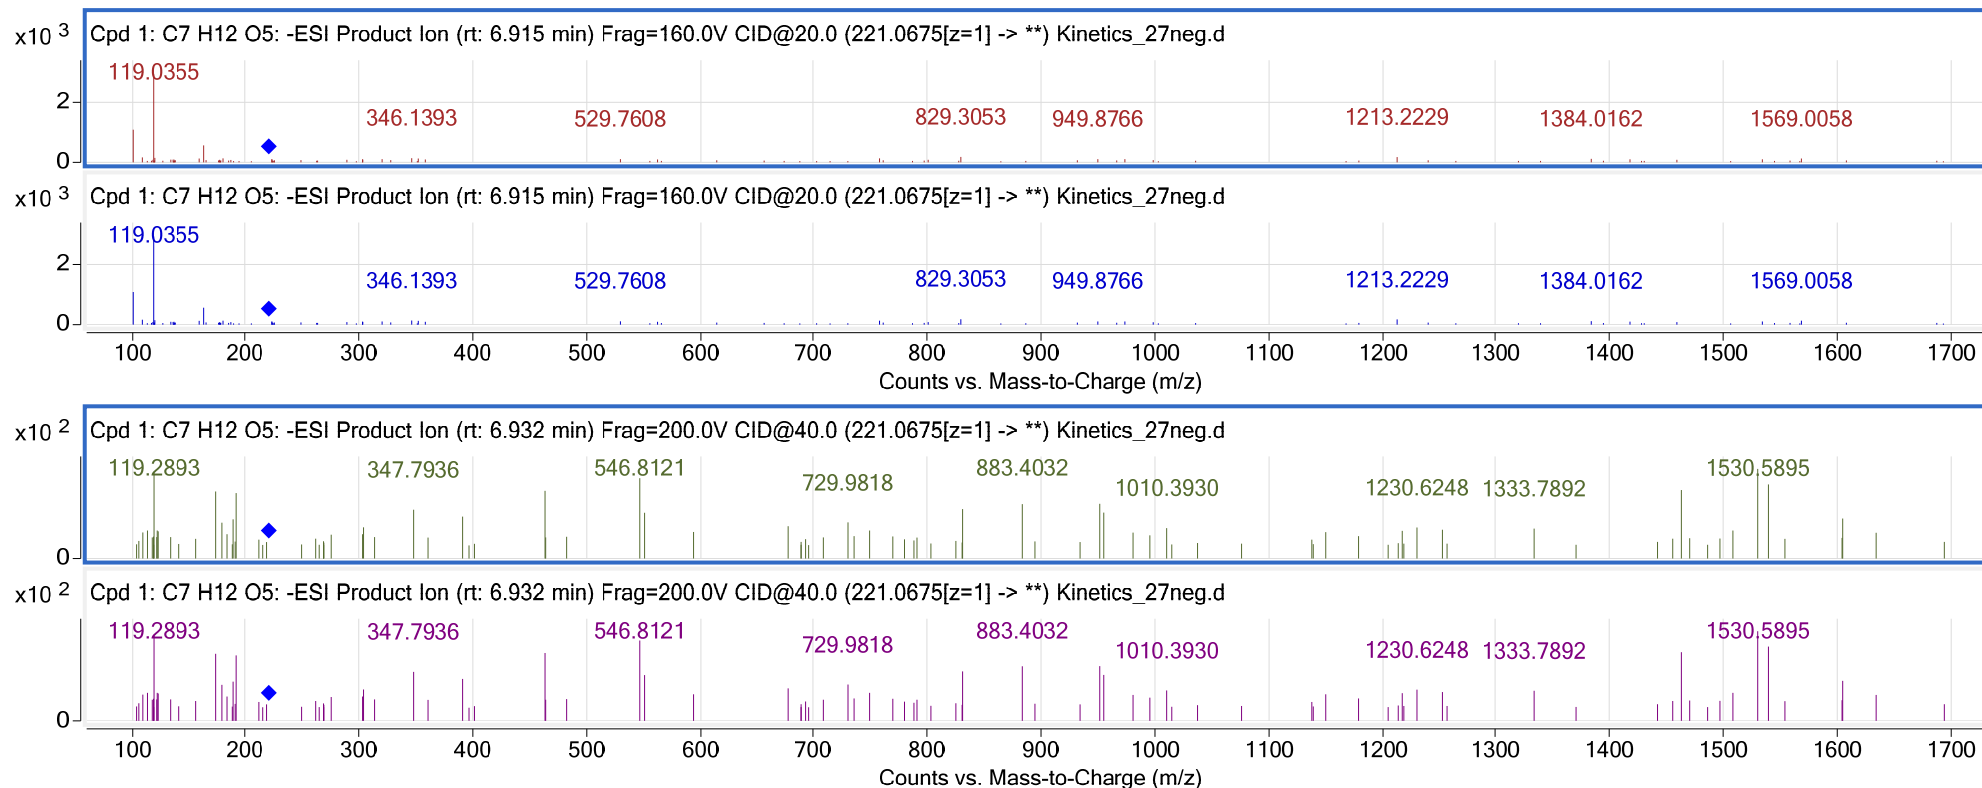 x10 3
Cpd 1: C7 H12 O5: -ESI Product Ion (rt: 6.915 min) Frag=160.0V CID@20.0 (221.0675[z=1] -> **) Kinetics_27neg.d
119.0355
2
346.1393 529.7608 829.3053 949.8766 1213.2229 1384.0162 1569.0058
0
x10 3
Cpd 1: C7 H12 O5: -ESI Product Ion (rt: 6.915 min) Frag=160.0V CID@20.0 (221.0675[z=1] -> **) Kinetics_27neg.d
119.0355
2
346.1393 529.7608 829.3053 949.8766 1213.2229 1384.0162 1569.0058
0
100 200 300 400 500 600 700 800 900 1000 1100 1200 1300 1400 1500 1600 1700
Counts vs. Mass-to-Charge (m/z)
x10 2
Cpd 1: C7 H12 O5: -ESI Product Ion (rt: 6.932 min) Frag=200.0V CID@40.0 (221.0675[z=1] -> **) Kinetics_27neg.d
119.2893 347.7936 546.8121 729.9818 883.4032 1010.3930 1230.6248 1333.7892 1530.5895
0
x10 2
Cpd 1: C7 H12 O5: -ESI Product Ion (rt: 6.932 min) Frag=200.0V CID@40.0 (221.0675[z=1] -> **) Kinetics_27neg.d
119.2893 347.7936 546.8121 729.9818 883.4032 1010.3930 1230.6248 1333.7892 1530.5895
0
100 200 300 400 500 600 700 800 900 1000 1100 1200 1300 1400 1500 1600 1700
Counts vs. Mass-to-Charge (m/z)